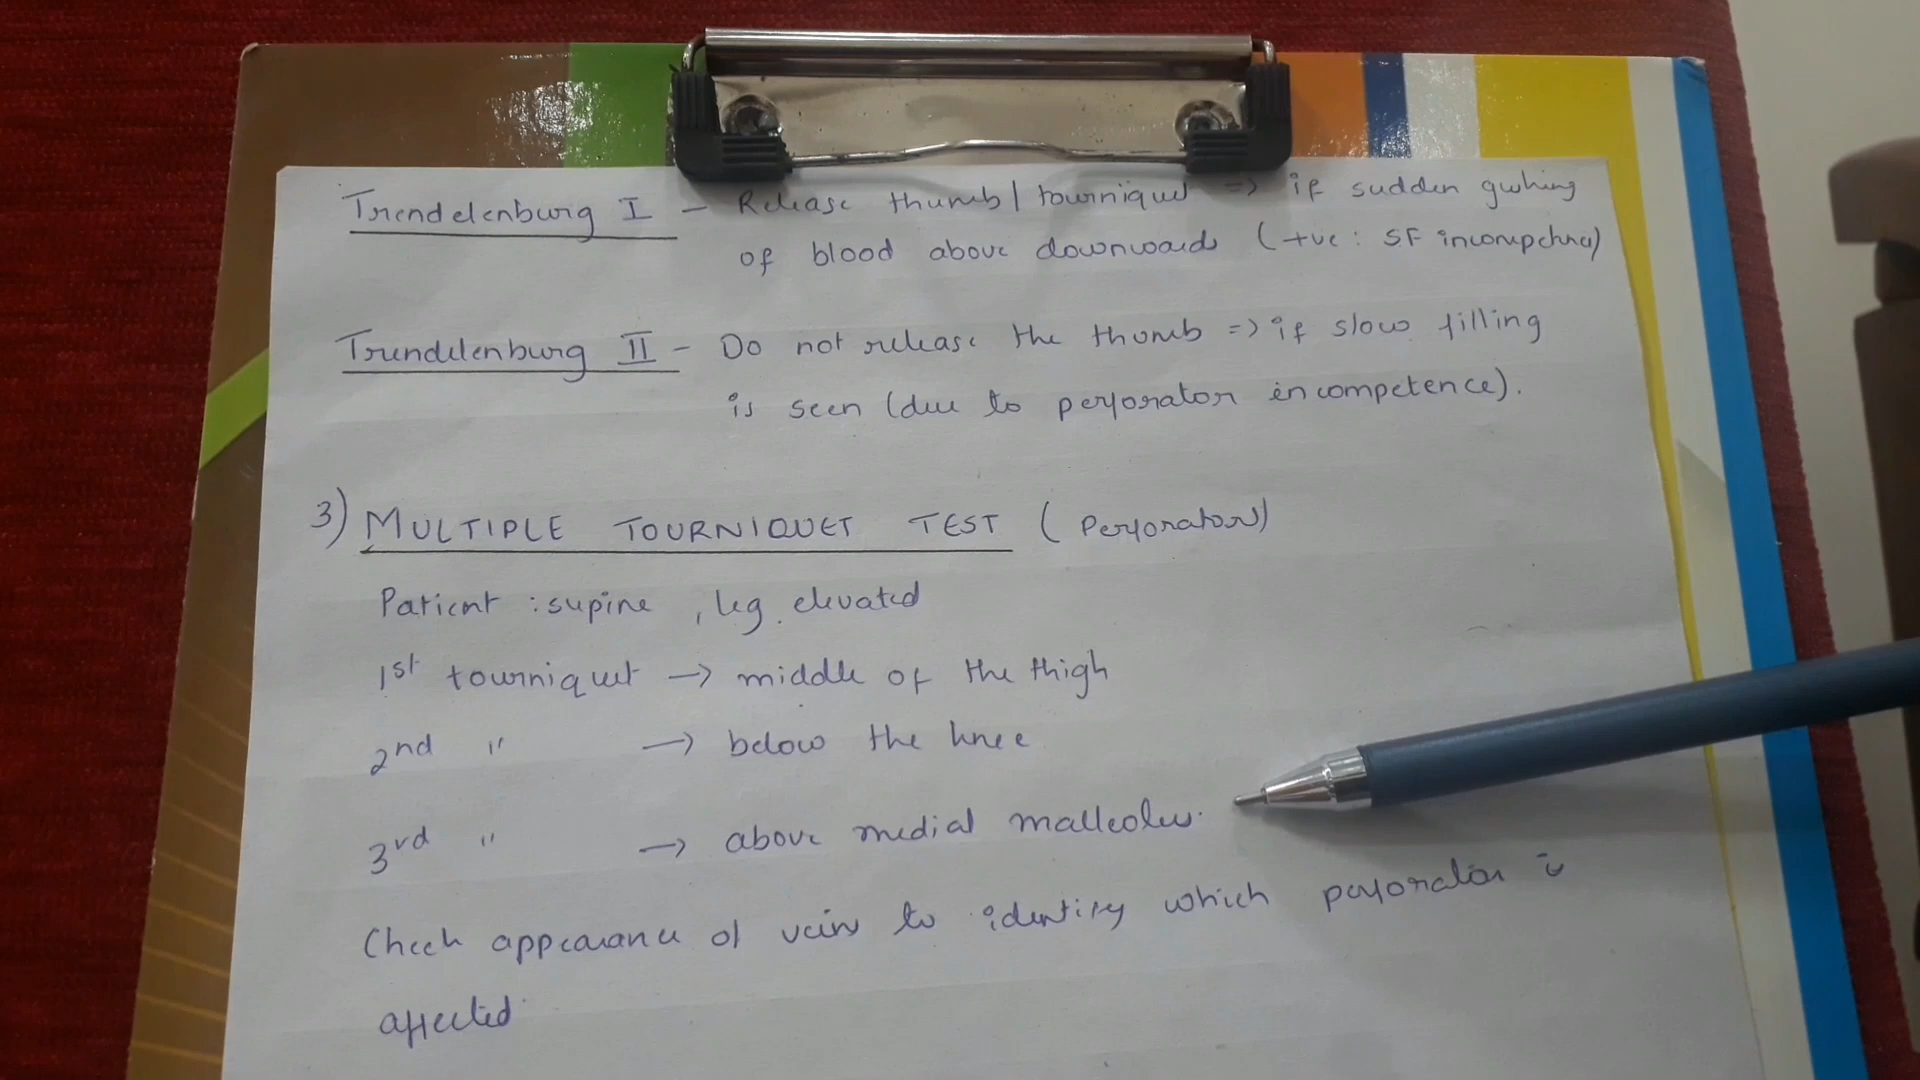 Trendelenburg I - Release thumb/tourniquet => if sudden gushing
of blood above downwards (+ve: SF incompetence)
Trendelenburg II - Do not release the thumb => if slow filling
is seen (due to perforator incompetence).
3) MULTIPLE TOURNIQUET TEST (Perforators)
Patient : supine, leg elevated
1st tourniquet → middle of the thigh
2nd " → below the knee
3rd " → above medial malleolus.
Check appearance of veins to identify which perforator is
affected